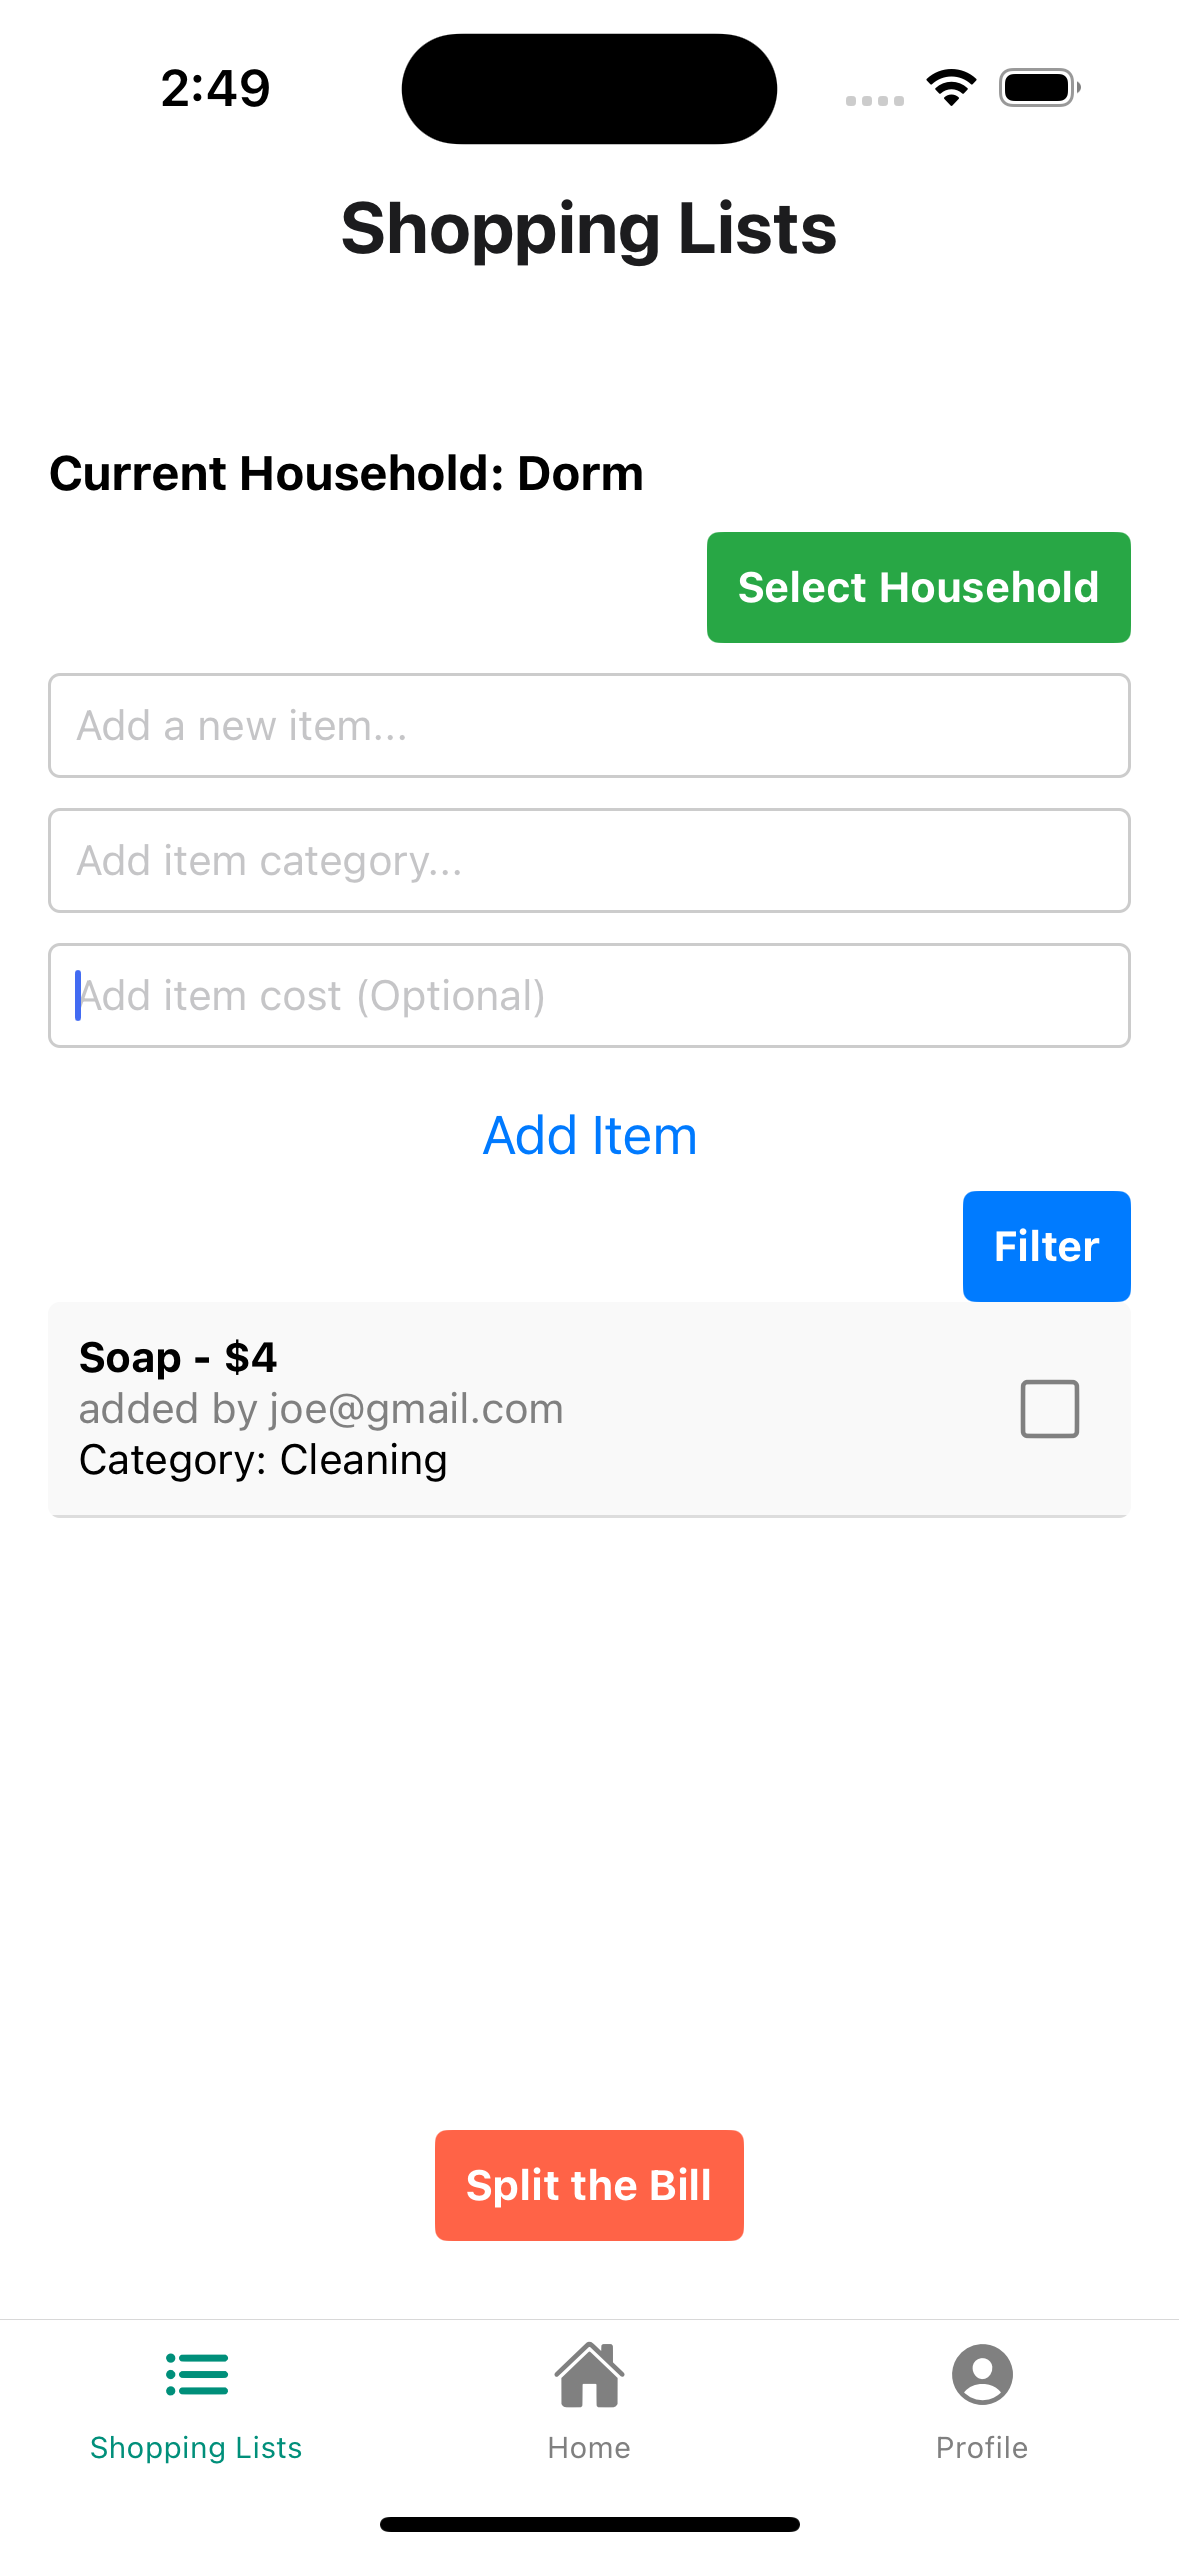 2:49
Shopping Lists
Current Household: Dorm
Select Household
Add a new item...
Add item category...
Add item cost (Optional)
Add Item
Filter
Soap - $4
added by joe@gmail.com
Category: Cleaning
Split the Bill
Shopping Lists
Home
Profile